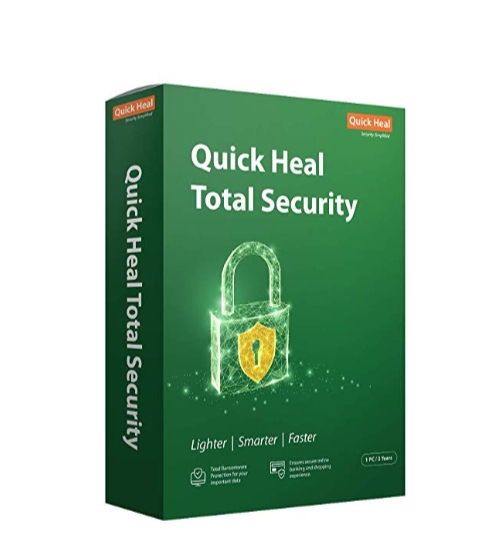 Quick Heal
Security Simplified
Quick Heal Total Security
Quick Heal
Security Simplified
Quick Heal
Total Security
Lighter | Smarter | Faster
Total Ransomware
Protection for your
important data
Ensures secure online
banking and shopping
experience.
1 PC / 3 Years